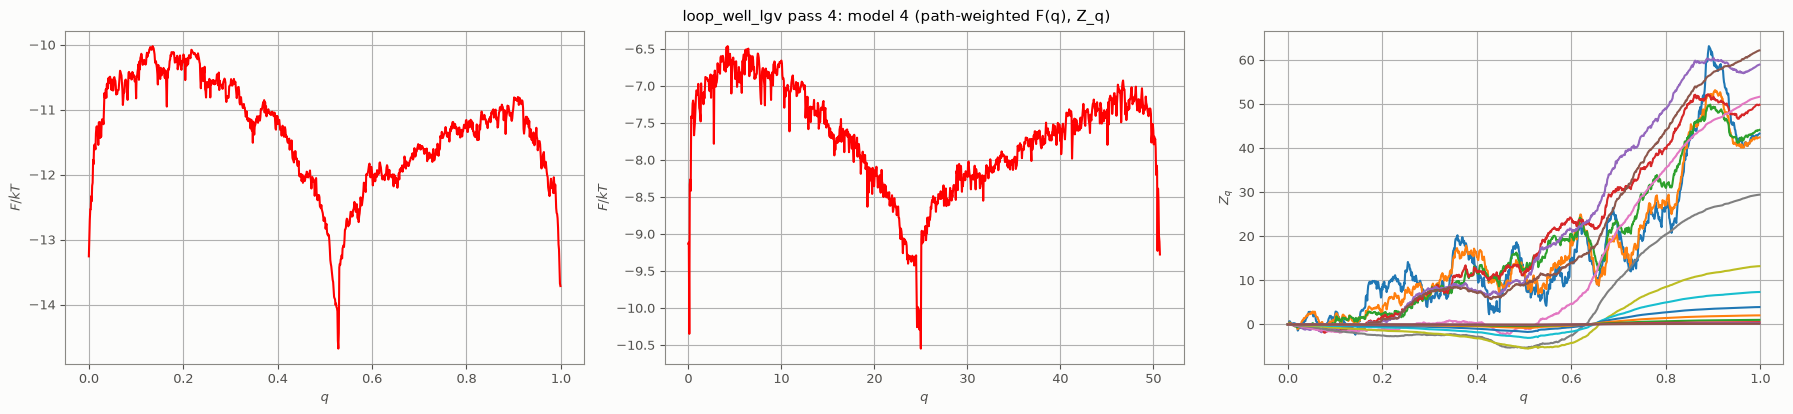 loop_well_lgv pass 4: model 4 (path-weighted F(q), Z_q)
−10
−11
−12
−13
−14
F/kT
0.0 0.2 0.4 0.6 0.8 1.0
q
−6.5
−7.0
−7.5
−8.0
−8.5
−9.0
−9.5
−10.0
−10.5
F/kT
0 10 20 30 40 50
q
60
50
40
30
20
10
0
Z_q
0.0 0.2 0.4 0.6 0.8 1.0
q